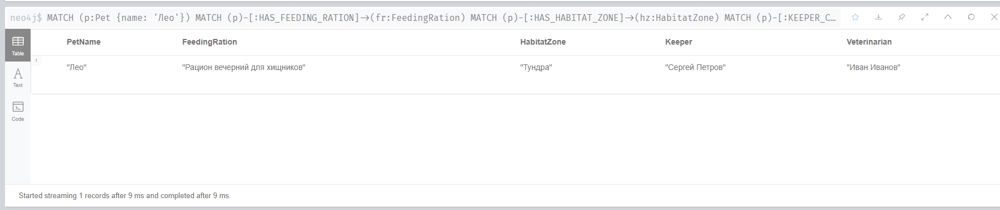 neo4j$ MATCH (p:Pet {name: 'Лео'}) MATCH (p)-[:HAS_FEEDING_RATION]→(fr:FeedingRation) MATCH (p)-[:HAS_HABITAT_ZONE]→(hz:HabitatZone) MATCH (p)-[:KEEPER_C…
Table
Text
Code
PetName FeedingRation HabitatZone Keeper Veterinarian
1 "Лео" "Рацион вечерний для хищников" "Тундра" "Сергей Петров" "Иван Иванов"
Started streaming 1 records after 9 ms and completed after 9 ms.